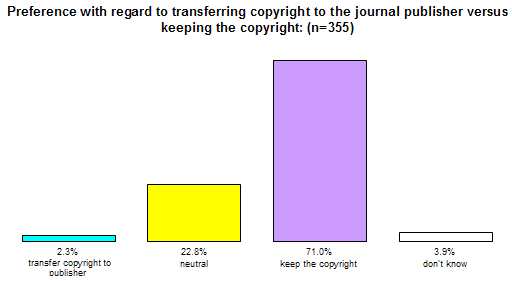 Preference with regard to transferring copyright to the journal publisher versus
keeping the copyright: (n=355)
2.3% 22.8% 71.0% 3.9%
transfer copyright to neutral keep the copyright don't know
publisher